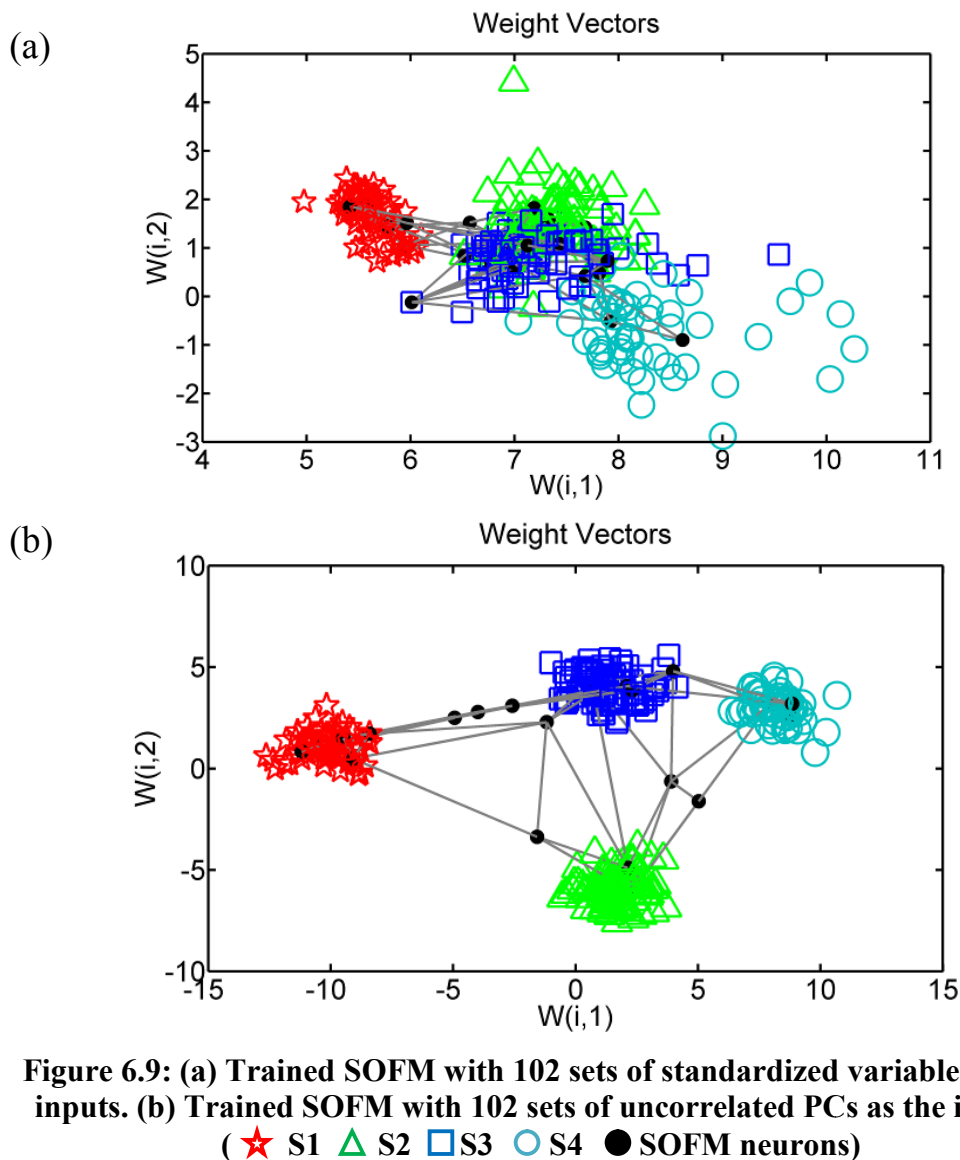 (a)
Weight Vectors
5
4
3
2
1
0
-1
-2
-3
W(i,2)
4 5 6 7 8 9 10 11
W(i,1)
(b)
Weight Vectors
10
5
0
-5
-10
W(i,2)
-15 -10 -5 0 5 10 15
W(i,1)
Figure 6.9: (a) Trained SOFM with 102 sets of standardized variable
inputs. (b) Trained SOFM with 102 sets of uncorrelated PCs as the i
( S1 S2 S3 S4 SOFM neurons)